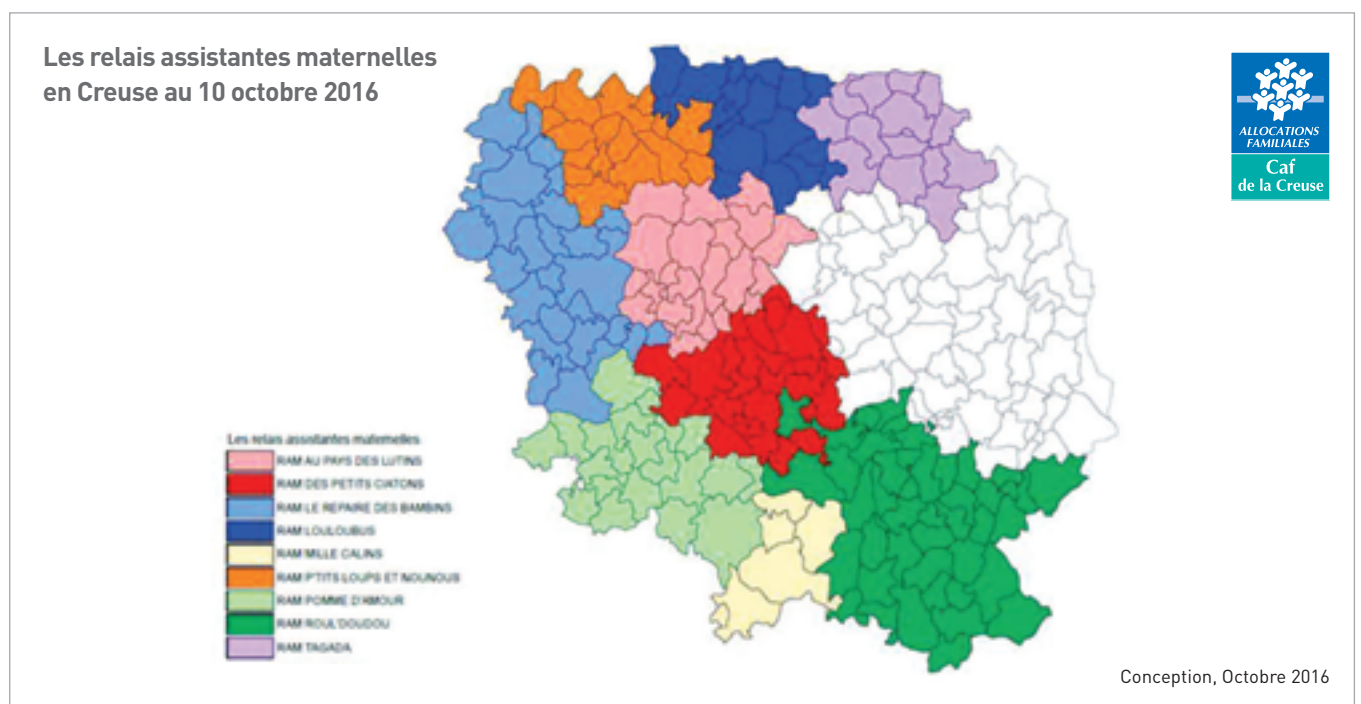 Les relais assistantes maternelles
en Creuse au 10 octobre 2016
ALLOCATIONS
FAMILIALES
Caf
de la Creuse
Les relais assistantes maternelles
RAM AU PAYS DES LUTINS
RAM DES PETITS CIATONS
RAM LE REPAIRE DES BAMBINS
RAM LOULOUBUS
RAM MILLE CALINS
RAM P'TITS LOUPS ET NOUNOUS
RAM POMME D'AMOUR
RAM ROUL'DOUDOU
RAM TAGADA
Conception, Octobre 2016